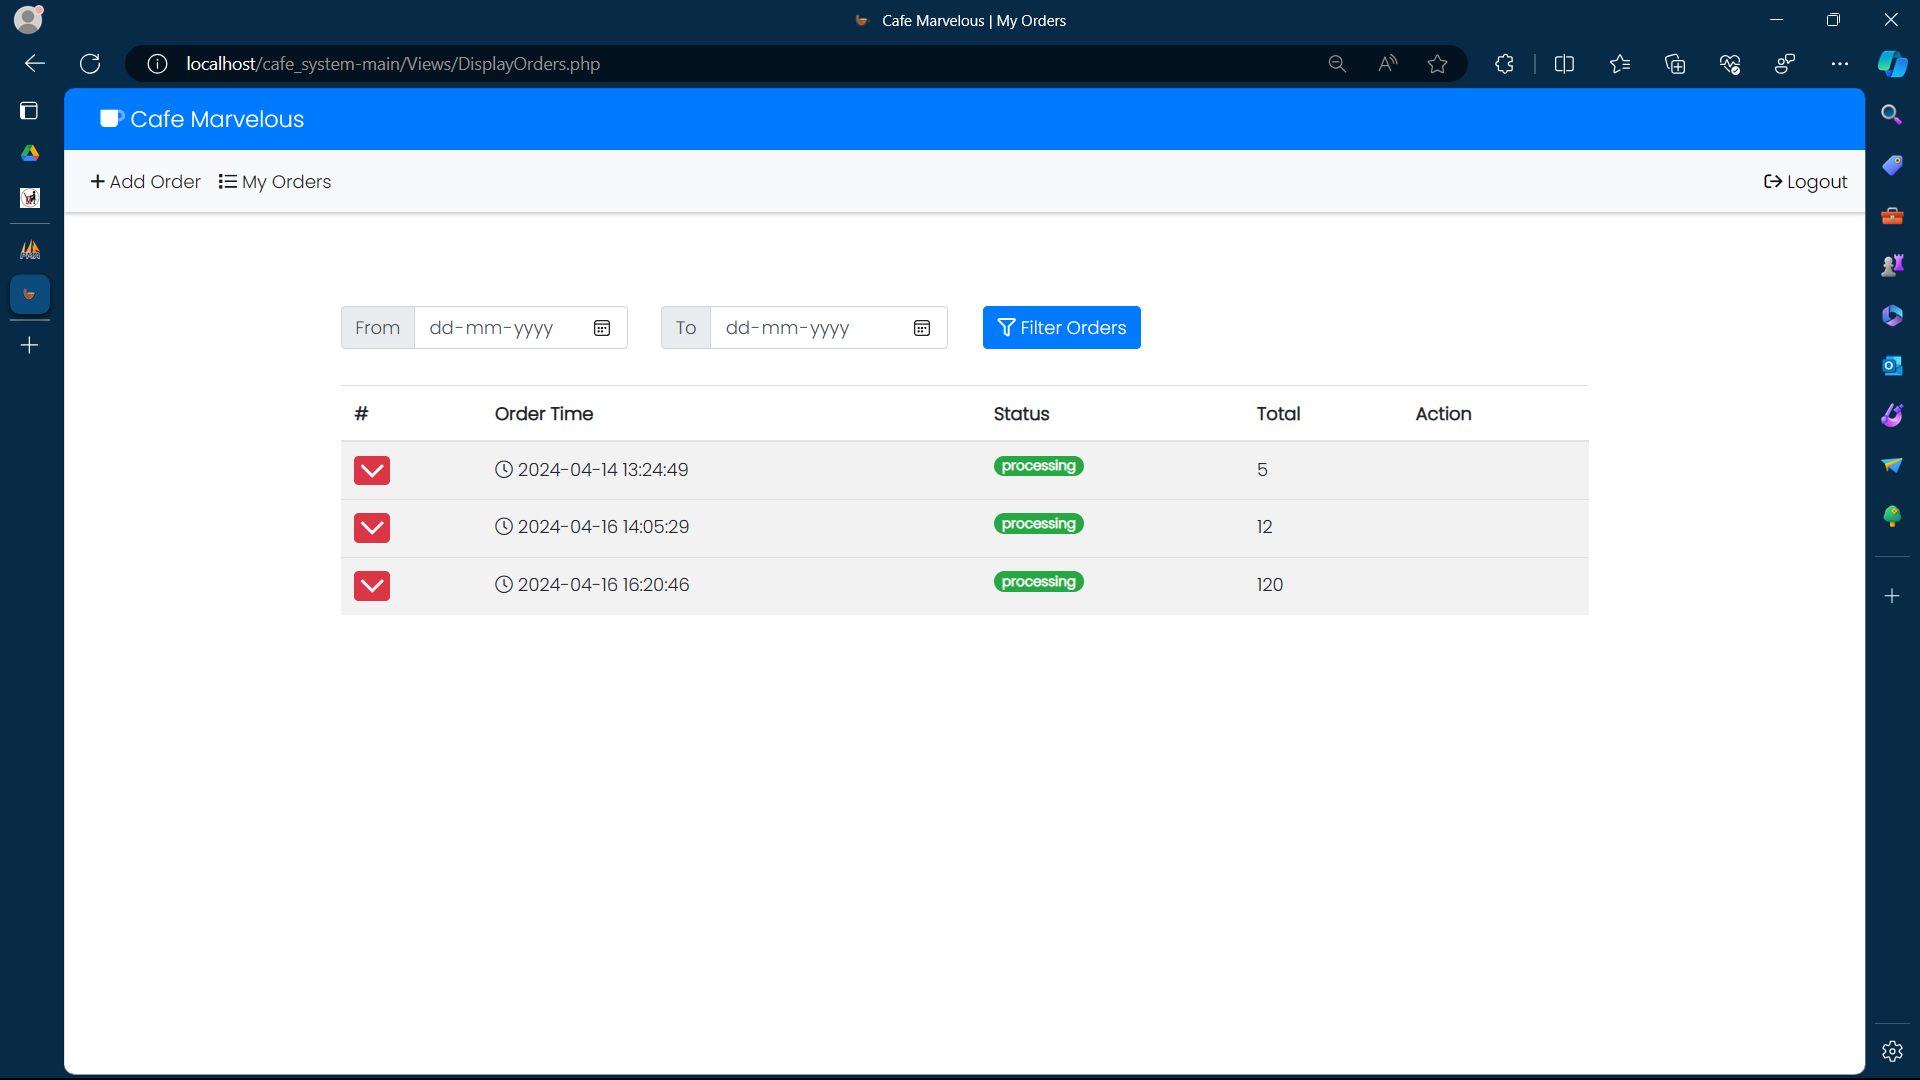 Cafe Marvelous | My Orders
localhost/cafe_system-main/Views/DisplayOrders.php
Cafe Marvelous
Add Order My Orders Logout
From dd-mm-yyyy To dd-mm-yyyy Filter Orders
# Order Time Status Total Action
2024-04-14 13:24:49 processing 5
2024-04-16 14:05:29 processing 12
2024-04-16 16:20:46 processing 120